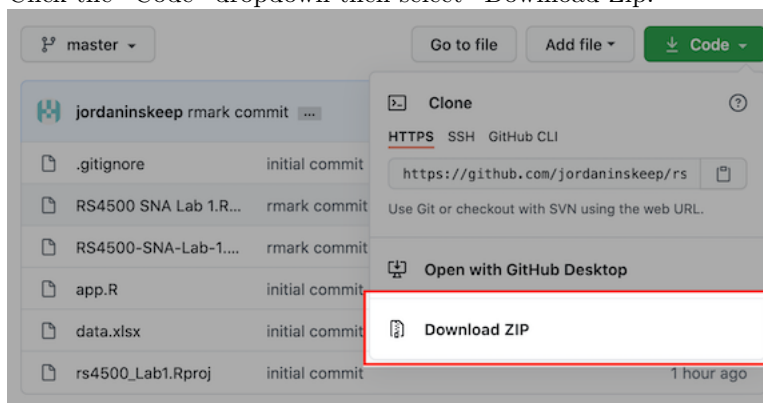 Click the "Code" dropdown then select "Download Zip."
master
Go to file
Add file
Code
jordaninskeep rmark commit ...
Clone
HTTPS SSH GitHub CLI
.gitignore initial commit
https://github.com/jordaninskeep/rs
RS4500 SNA Lab 1.R... rmark commit
Use Git or checkout with SVN using the web URL.
RS4500-SNA-Lab-1.... rmark commit
Open with GitHub Desktop
app.R initial commit
Download ZIP
data.xlsx initial commit
rs4500_Lab1.Rproj initial commit 1 hour ago